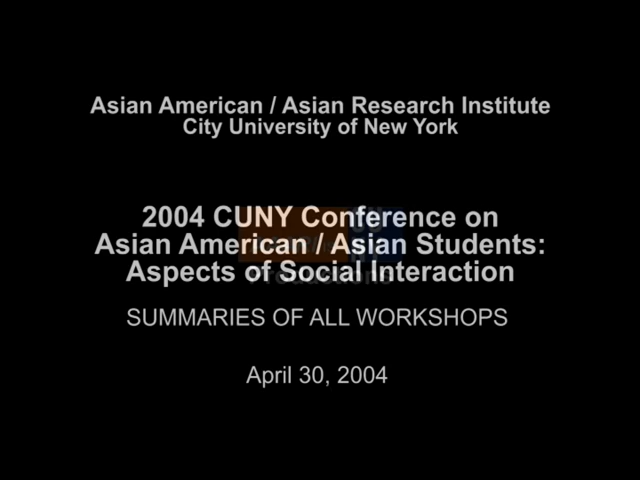 Asian American / Asian Research Institute
City University of New York
2004 CUNY Conference on
Asian American / Asian Students:
Aspects of Social Interaction
Productions
SUMMARIES OF ALL WORKSHOPS
April 30, 2004